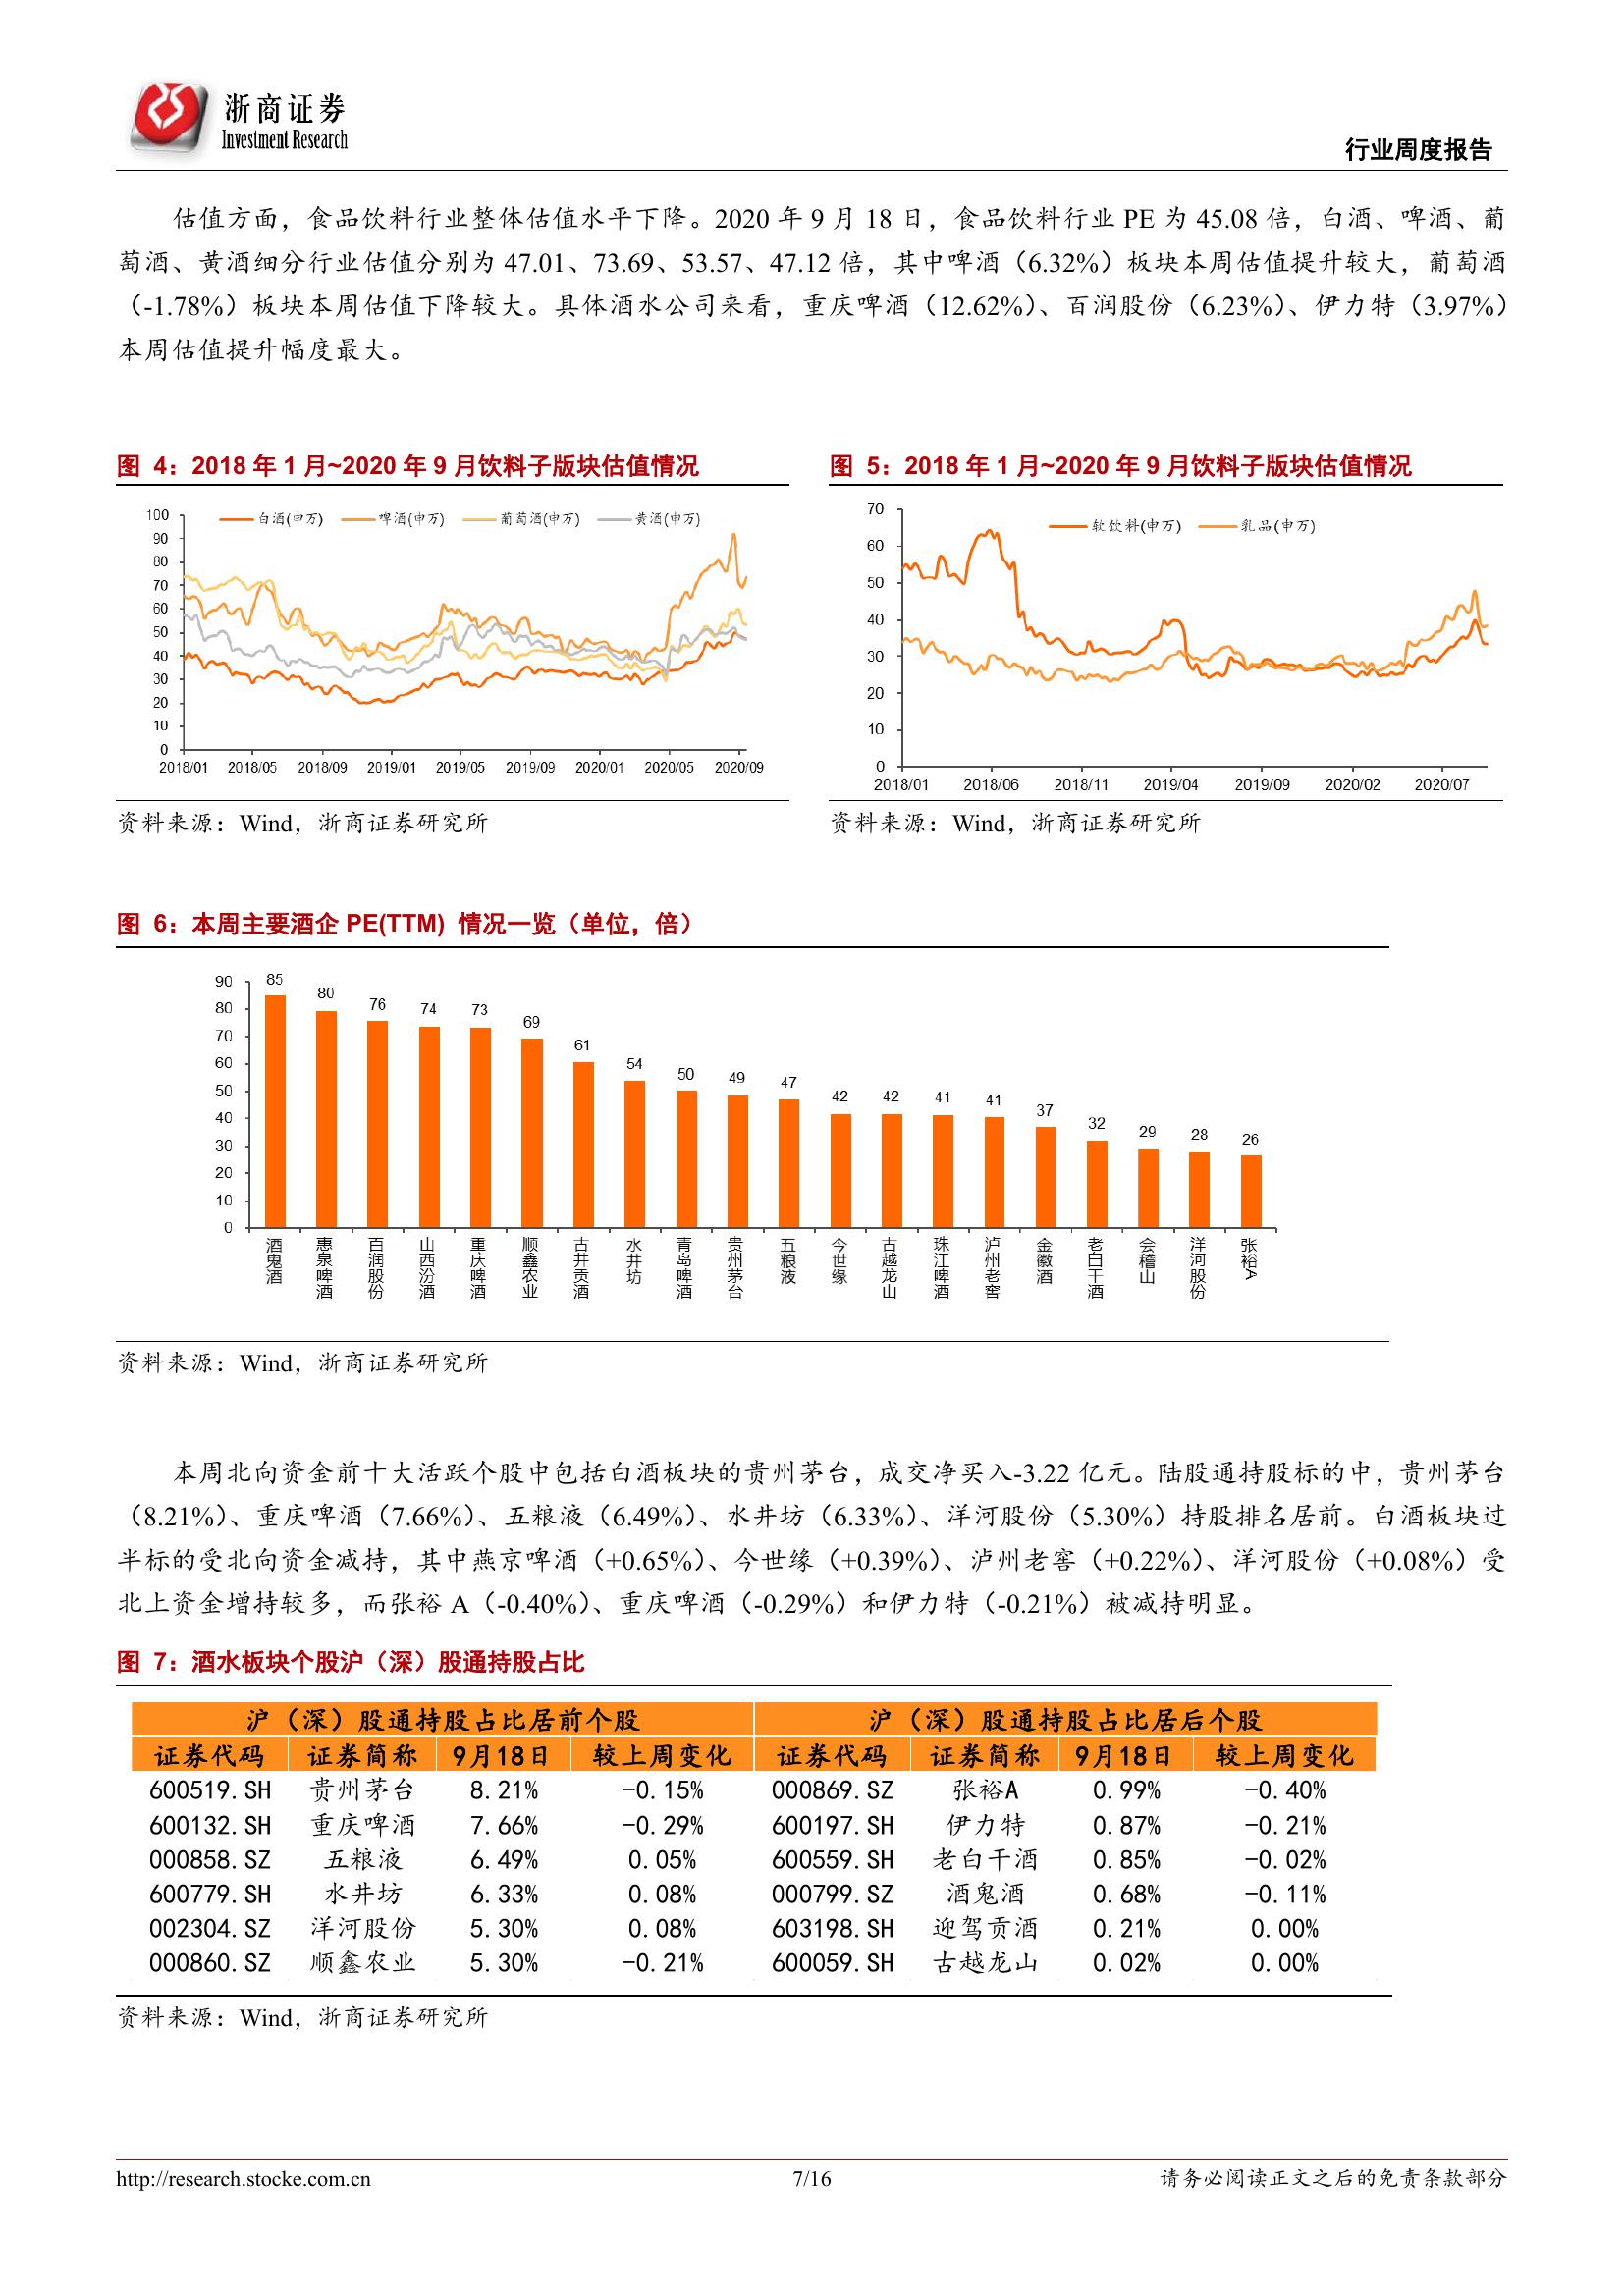 浙商证券
Investment Research
行业周度报告
估值方面，食品饮料行业整体估值水平下降。2020 年 9 月 18 日，食品饮料行业 PE 为 45.08 倍，白酒、啤酒、葡
萄酒、黄酒细分行业估值分别为 47.01、73.69、53.57、47.12 倍，其中啤酒（6.32%）板块本周估值提升较大，葡萄酒
（-1.78%）板块本周估值下降较大。具体酒水公司来看，重庆啤酒（12.62%）、百润股份（6.23%）、伊力特（3.97%）
本周估值提升幅度最大。
图 4：2018 年 1 月~2020 年 9 月饮料子版块估值情况
白酒(申万) 啤酒(申万) 葡萄酒(申万) 黄酒(申万)
100
90
80
70
60
50
40
30
20
10
0
2018/01 2018/05 2018/09 2019/01 2019/05 2019/09 2020/01 2020/05 2020/09
资料来源：Wind，浙商证券研究所
图 5：2018 年 1 月~2020 年 9 月饮料子版块估值情况
软饮料(申万) 乳品(申万)
70
60
50
40
30
20
10
0
2018/01 2018/06 2018/11 2019/04 2019/09 2020/02 2020/07
资料来源：Wind，浙商证券研究所
图 6：本周主要酒企 PE(TTM) 情况一览（单位，倍）
90
80
70
60
50
40
30
20
10
0
85 80 76 74 73 69 61 54 50 49 47 42 42 41 41 37 32 29 28 26
酒鬼酒 惠泉啤酒 百润股份 山西汾酒 重庆啤酒 顺鑫农业 古井贡酒 水井坊 青岛啤酒 贵州茅台 五粮液 今世缘 古越龙山 珠江啤酒 泸州老窖 金徽酒 老白干酒 会稽山 洋河股份 张裕A
资料来源：Wind，浙商证券研究所
本周北向资金前十大活跃个股中包括白酒板块的贵州茅台，成交净买入-3.22 亿元。陆股通持股标的中，贵州茅台
（8.21%）、重庆啤酒（7.66%）、五粮液（6.49%）、水井坊（6.33%）、洋河股份（5.30%）持股排名居前。白酒板块过
半标的受北向资金减持，其中燕京啤酒（+0.65%）、今世缘（+0.39%）、泸州老窖（+0.22%）、洋河股份（+0.08%）受
北上资金增持较多，而张裕 A（-0.40%）、重庆啤酒（-0.29%）和伊力特（-0.21%）被减持明显。
图 7：酒水板块个股沪（深）股通持股占比
沪（深）股通持股占比居前个股 沪（深）股通持股占比居后个股
证券代码 证券简称 9月18日 较上周变化 证券代码 证券简称 9月18日 较上周变化
600519.SH 贵州茅台 8.21% -0.15% 000869.SZ 张裕A 0.99% -0.40%
600132.SH 重庆啤酒 7.66% -0.29% 600197.SH 伊力特 0.87% -0.21%
000858.SZ 五粮液 6.49% 0.05% 600559.SH 老白干酒 0.85% -0.02%
600779.SH 水井坊 6.33% 0.08% 000799.SZ 酒鬼酒 0.68% -0.11%
002304.SZ 洋河股份 5.30% 0.08% 603198.SH 迎驾贡酒 0.21% 0.00%
000860.SZ 顺鑫农业 5.30% -0.21% 600059.SH 古越龙山 0.02% 0.00%
资料来源：Wind，浙商证券研究所
http://research.stocke.com.cn 7/16 请务必阅读正文之后的免责条款部分